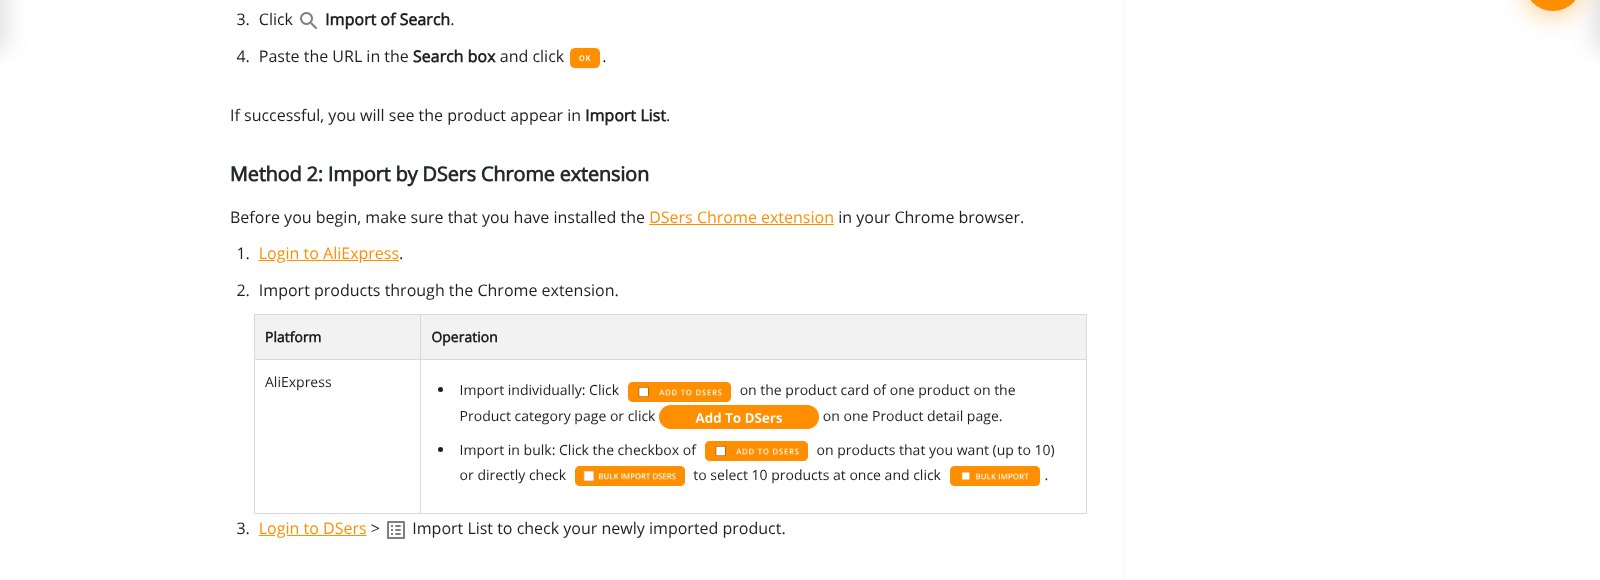 3. Click Import of Search.
4. Paste the URL in the Search box and click OK .
If successful, you will see the product appear in Import List.
Method 2: Import by DSers Chrome extension
Before you begin, make sure that you have installed the DSers Chrome extension in your Chrome browser.
1. Login to AliExpress.
2. Import products through the Chrome extension.
Platform Operation
AliExpress
• Import individually: Click ADD TO DSERS on the product card of one product on the
Product category page or click Add To DSers on one Product detail page.
• Import in bulk: Click the checkbox of ADD TO DSERS on products that you want (up to 10)
or directly check BULK IMPORT DSERS to select 10 products at once and click BULK IMPORT .
3. Login to DSers > Import List to check your newly imported product.